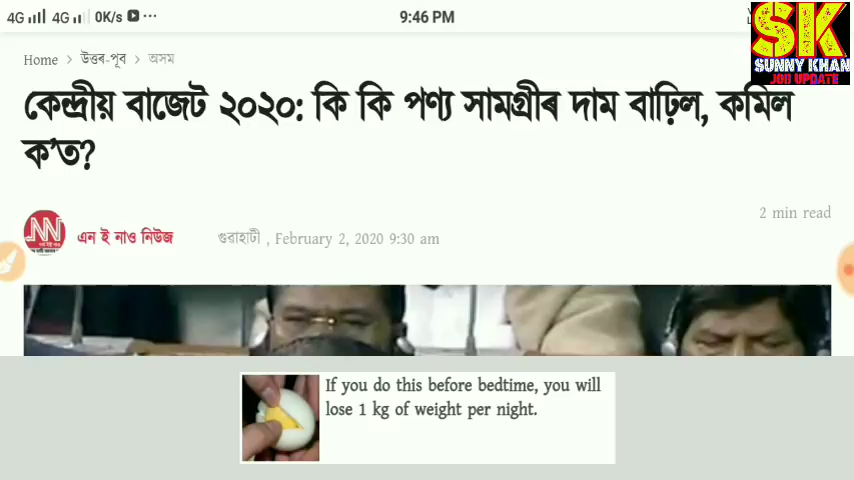 4G 4G 0K/s ··· 9:46 PM
SK
SUNNY KHAN
JOB UPDATE
Home > উত্তৰ-পূব > অসম
কেন্দ্ৰীয় বাজেট ২০২০: কি কি পণ্য সামগ্ৰীৰ দাম বাঢ়িল, কমিল
ক'ত?
2 min read
NN
এন ই নাও নিউজ গুৱাহাটী , February 2, 2020 9:30 am
If you do this before bedtime, you will
lose 1 kg of weight per night.